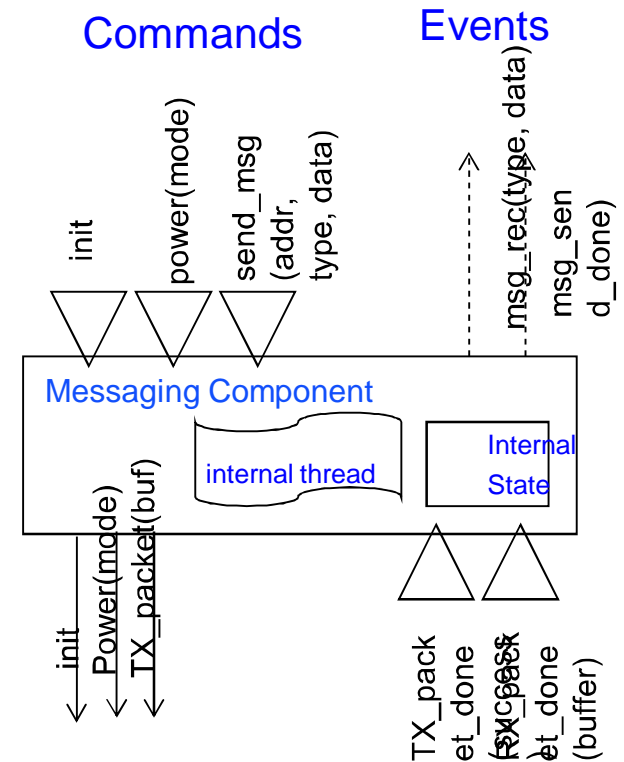 Commands
Events
init
power(mode)
send_msg
(addr,
type, data)
msg_rec(type, data)
msg_sen
d_done)
Messaging Component
internal thread
Internal
State
init
Power(mode)
TX_packet(buf)
TX_pack
et_done
(success
)
RX_pack
et_done
(buffer)